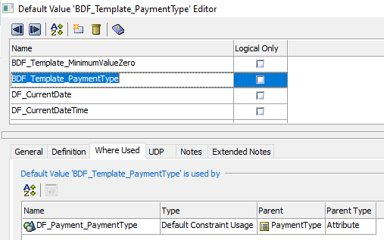 Default Value 'BDF_Template_PaymentType' Editor
Name Logical Only
BDF_Template_MinimumValueZero
BDF_Template_PaymentType
DF_CurrentDate
DF_CurrentDateTime
General Definition Where Used UDP Notes Extended Notes
Default Value 'BDF_Template_PaymentType' is used by
Name Type Parent Parent Type
DF_Payment_PaymentType Default Constraint Usage PaymentType Attribute